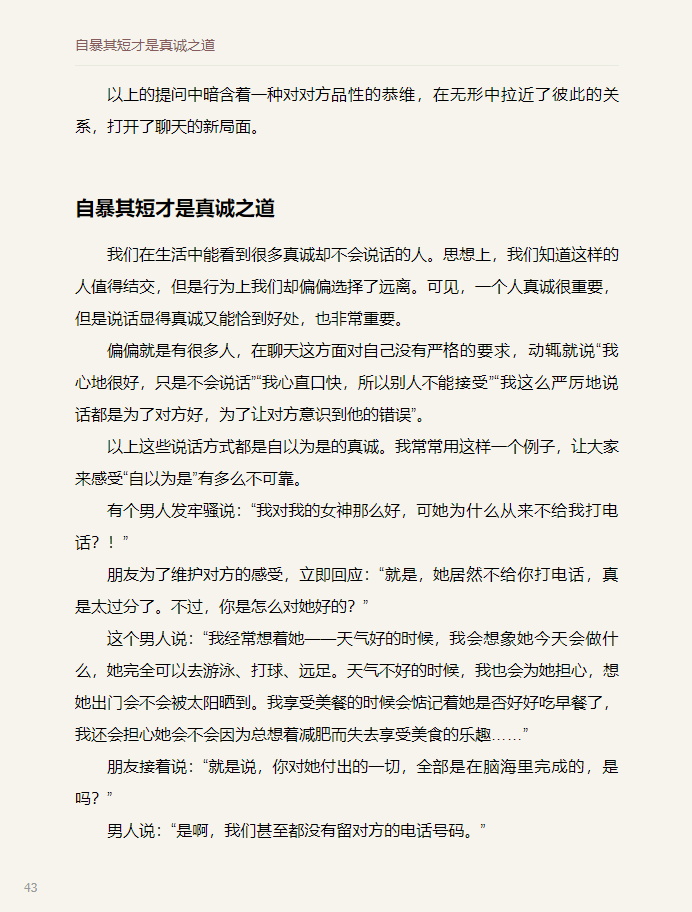 自暴其短才是真诚之道
以上的提问中暗含着一种对对方品性的恭维，在无形中拉近了彼此的关
系，打开了聊天的新局面。
自暴其短才是真诚之道
我们在生活中能看到很多真诚却不会说话的人。思想上，我们知道这样的
人值得结交，但是行为上我们却偏偏选择了远离。可见，一个人真诚很重要，
但是说话显得真诚又能恰到好处，也非常重要。
偏偏就是有很多人，在聊天这方面对自己没有严格的要求，动辄就说“我
心地很好，只是不会说话”“我心直口快，所以别人不能接受”“我这么严厉地说
话都是为了对方好，为了让对方意识到他的错误”。
以上这些说话方式都是自以为是的真诚。我常常用这样一个例子，让大家
来感受“自以为是”有多么不可靠。
有个男人发牢骚说：“我对我的女神那么好，可她为什么从来不给我打电
话？！”
朋友为了维护对方的感受，立即回应：“就是，她居然不给你打电话，真
是太过分了。不过，你是怎么对她好的？”
这个男人说：“我经常想着她——天气好的时候，我会想象她今天会做什
么，她完全可以去游泳、打球、远足。天气不好的时候，我也会为她担心，想
她出门会不会被太阳晒到。我享受美餐的时候会惦记着她是否好好吃早餐了，
我还会担心她会不会因为总想着减肥而失去享受美食的乐趣……”
朋友接着说：“就是说，你对她付出的一切，全部是在脑海里完成的，是
吗？”
男人说：“是啊，我们甚至都没有留对方的电话号码。”
43